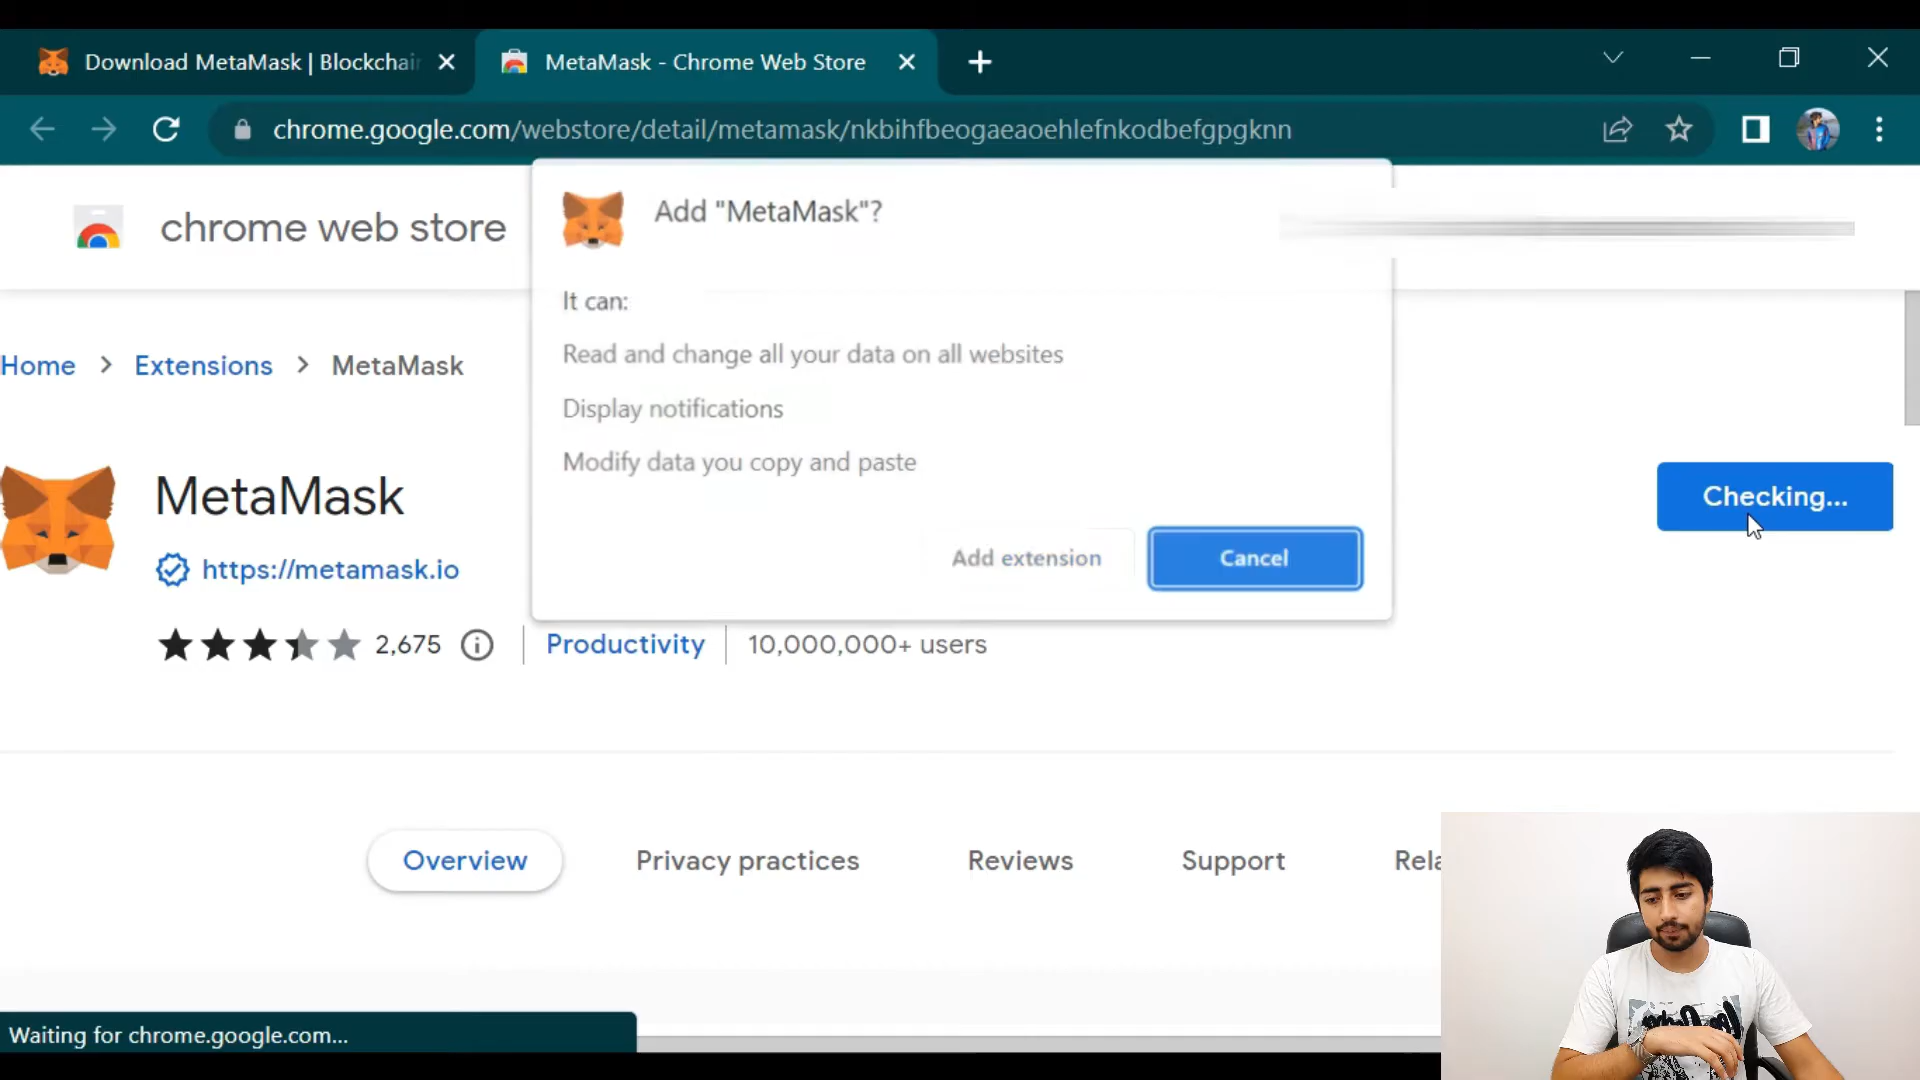 Download MetaMask | Blockchai
MetaMask - Chrome Web Store
chrome.google.com/webstore/detail/metamask/nkbihfbeogaeaoehlefnkodbefgpgknn
chrome web store
Add "MetaMask"?
It can:
Read and change all your data on all websites
Display notifications
Modify data you copy and paste
Add extension
Cancel
Home > Extensions > MetaMask
MetaMask
Checking...
https://metamask.io
2,675
Productivity
10,000,000+ users
Overview
Privacy practices
Reviews
Support
Rela
Waiting for chrome.google.com...